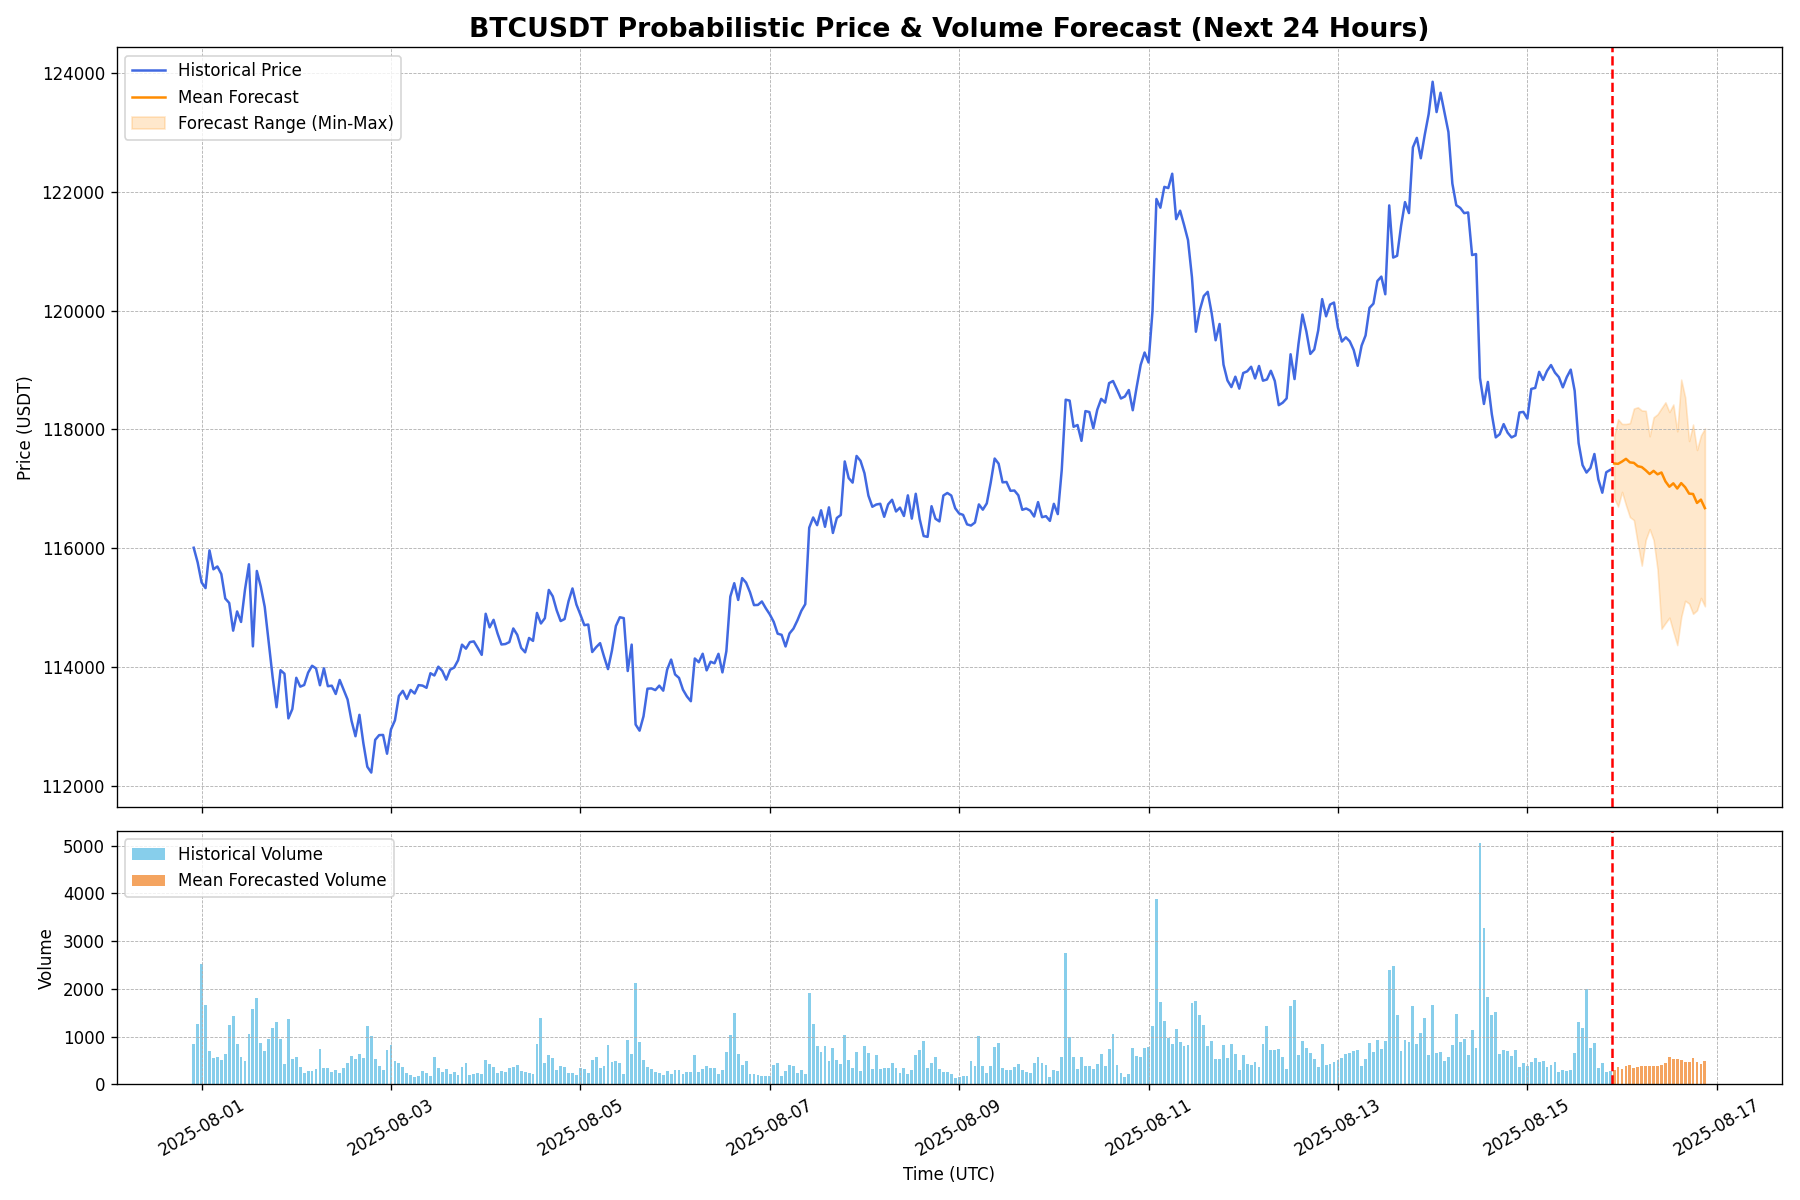 BTCUSDT Probabilistic Price & Volume Forecast (Next 24 Hours)
Historical Price
Mean Forecast
Forecast Range (Min-Max)
Price (USDT)
124000
122000
120000
118000
116000
114000
112000
Historical Volume
Mean Forecasted Volume
Volume
5000
4000
3000
2000
1000
0
2025-08-01
2025-08-03
2025-08-05
2025-08-07
2025-08-09
2025-08-11
2025-08-13
2025-08-15
2025-08-17
Time (UTC)